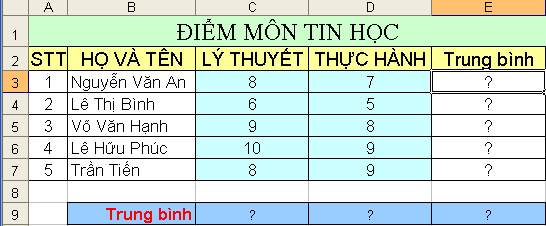 A B C D E
1 ĐIỂM MÔN TIN HỌC
2 STT HỌ VÀ TÊN LÝ THUYẾT THỰC HÀNH Trung bình
3 1 Nguyễn Văn An 8 7 ?
4 2 Lê Thị Bình 6 5 ?
5 3 Võ Văn Hạnh 9 8 ?
6 4 Lê Hữu Phúc 10 9 ?
7 5 Trần Tiến 8 9 ?
8
9 Trung bình ? ? ?